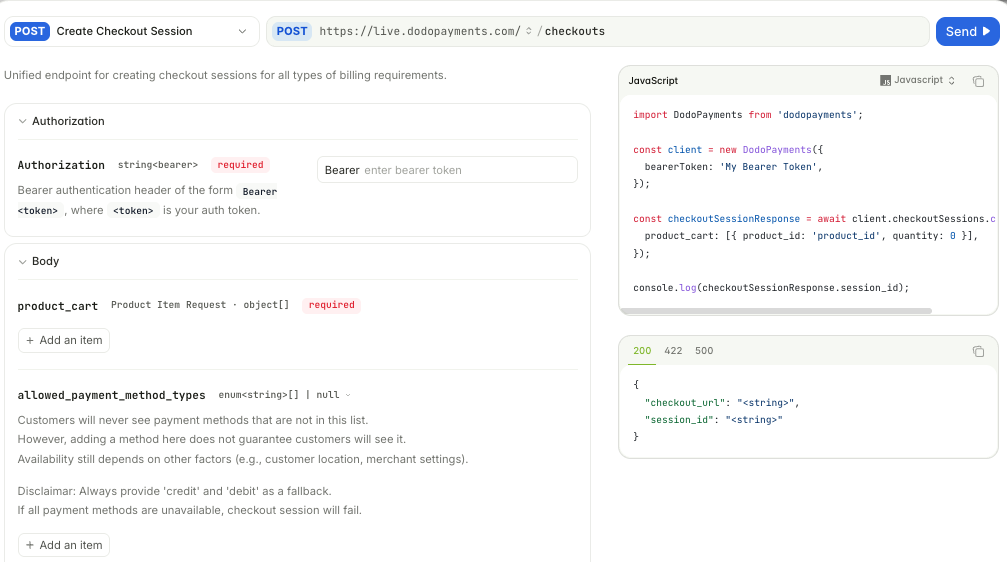 POST Create Checkout Session
POST https://live.dodopayments.com/ / checkouts
Send
Unified endpoint for creating checkout sessions for all types of billing requirements.
Authorization
Authorization string<bearer> required
Bearer enter bearer token
Bearer authentication header of the form Bearer
<token> , where <token> is your auth token.
Body
product_cart Product Item Request · object[] required
+ Add an item
allowed_payment_method_types enum<string>[] | null
Customers will never see payment methods that are not in this list.
However, adding a method here does not guarantee customers will see it.
Availability still depends on other factors (e.g., customer location, merchant settings).
Disclaimar: Always provide 'credit' and 'debit' as a fallback.
If all payment methods are unavailable, checkout session will fail.
+ Add an item
JavaScript
JS Javascript
import DodoPayments from 'dodopayments';
const client = new DodoPayments({
bearerToken: 'My Bearer Token',
});
const checkoutSessionResponse = await client.checkoutSessions.c
product_cart: [{ product_id: 'product_id', quantity: 0 }],
});
console.log(checkoutSessionResponse.session_id);
200 422 500
{
"checkout_url": "<string>",
"session_id": "<string>"
}